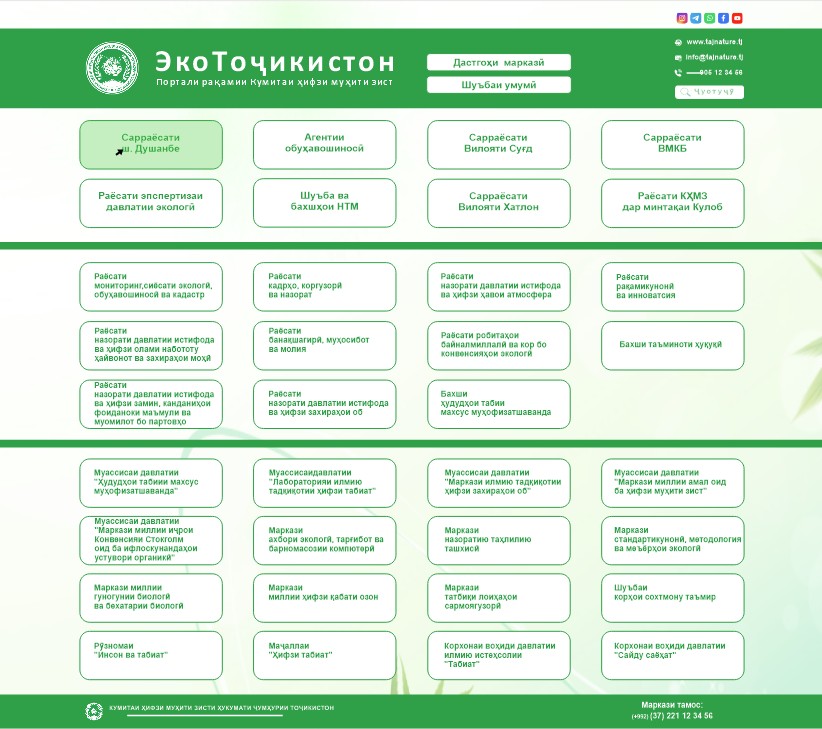 ЭкоТоҷикистон
Портали рақамии Кумитаи ҳифзи муҳити зист
Дастгоҳи марказӣ
Шуъбаи умумӣ
www.tajnature.tj
info@tajnature.tj
905 12 34 56
Ҷустуҷӯ
Сарраёсати
ш. Душанбе
Агентии
обуҳавошиносӣ
Сарраёсати
Вилояти Суғд
Сарраёсати
ВМКБ
Раёсати экспертизаи
давлатии экологӣ
Шуъба ва
бахшҳои НТМ
Сарраёсати
Вилояти Хатлон
Раёсати КҲМЗ
дар минтақаи Кулоб
Раёсати
мониторинг,сиёсати экологӣ,
обуҳавошиносӣ ва кадастр
Раёсати
кадрҳо, коргузорӣ
ва назорат
Раёсати
назорати давлатии истифода
ва ҳифзи ҳавои атмосфера
Раёсати
рақамикунонӣ
ва инноватсия
Раёсати
назорати давлатии истифода
ва ҳифзи олами набототу
ҳайвонот ва захираҳои моҳӣ
Раёсати
банақшагирӣ, муҳосибот
ва молия
Раёсати робитаҳои
байналмиллалӣ ва кор бо
конвенсияҳои экологӣ
Бахши таъминоти ҳуқуқӣ
Раёсати
назорати давлатии истифода
ва ҳифзи замин, канданиҳои
фоиданоки маъмули ва
муомилот бо партовҳо
Раёсати
назорати давлатии истифода
ва ҳифзи захираҳои об
Бахши
ҳудудҳои табии
махсус муҳофизатшаванда
Муассисаи давлатии
"Ҳудудҳои табиии махсус
муҳофизатшаванда"
Муассисаидавлатии
"Лабораторияи илмию
тадқиқотии ҳифзи табиат"
Муассисаи давлатии
"Маркази илмию тадқиқотии
ҳифзи захираҳои об"
Муассисаи давлатии
"Маркази миллии амал оид
ба ҳифзи муҳити зист"
Муассисаи давлатии
"Маркази миллии иҷрои
Конвенсияи Стокголм
оид ба ифлоскунандаҳои
устувори органикӣ"
Маркази
ахбори экологӣ, тарғибот ва
барномасозии компютерӣ
Маркази
назоратию таҳлилию
ташхисӣ
Маркази
стандартикунонӣ, методология
ва меъёрҳои экологӣ
Маркази миллии
гуногунии биологӣ
ва бехатарии биологӣ
Маркази
миллии ҳифзи қабати озон
Маркази
татбиқи лоиҳаҳои
сармоягузорӣ
Шуъбаи
корҳои сохтмону таъмир
Рӯзномаи
"Инсон ва табиат"
Маҷаллаи
"Ҳифзи табиат"
Корхонаи воҳиди давлатии
илмию истеҳсолии
"Табиат"
Корхонаи воҳиди давлатии
"Сайду саёҳат"
КУМИТАИ ҲИФЗИ МУҲИТИ ЗИСТИ ҲУКУМАТИ ҶУМҲУРИИ ТОҶИКИСТОН
Маркази тамос:
(+992) (37) 221 12 34 56